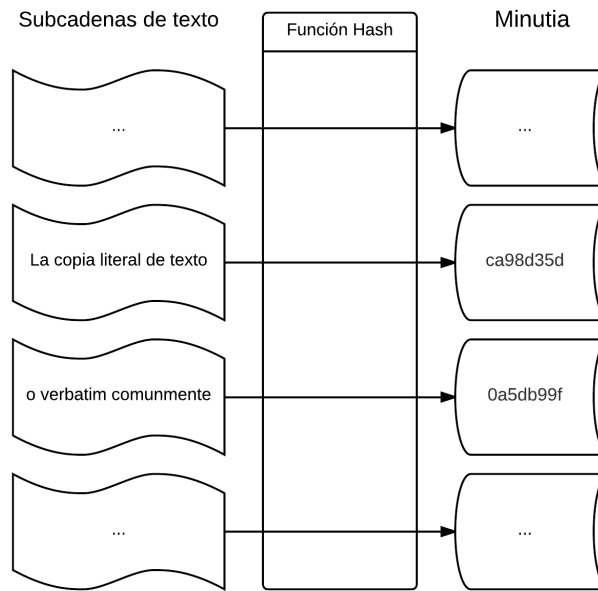 Subcadenas de texto
Función Hash
Minutia
...
...
La copia literal de texto
ca98d35d
o verbatim comunmente
0a5db99f
...
...